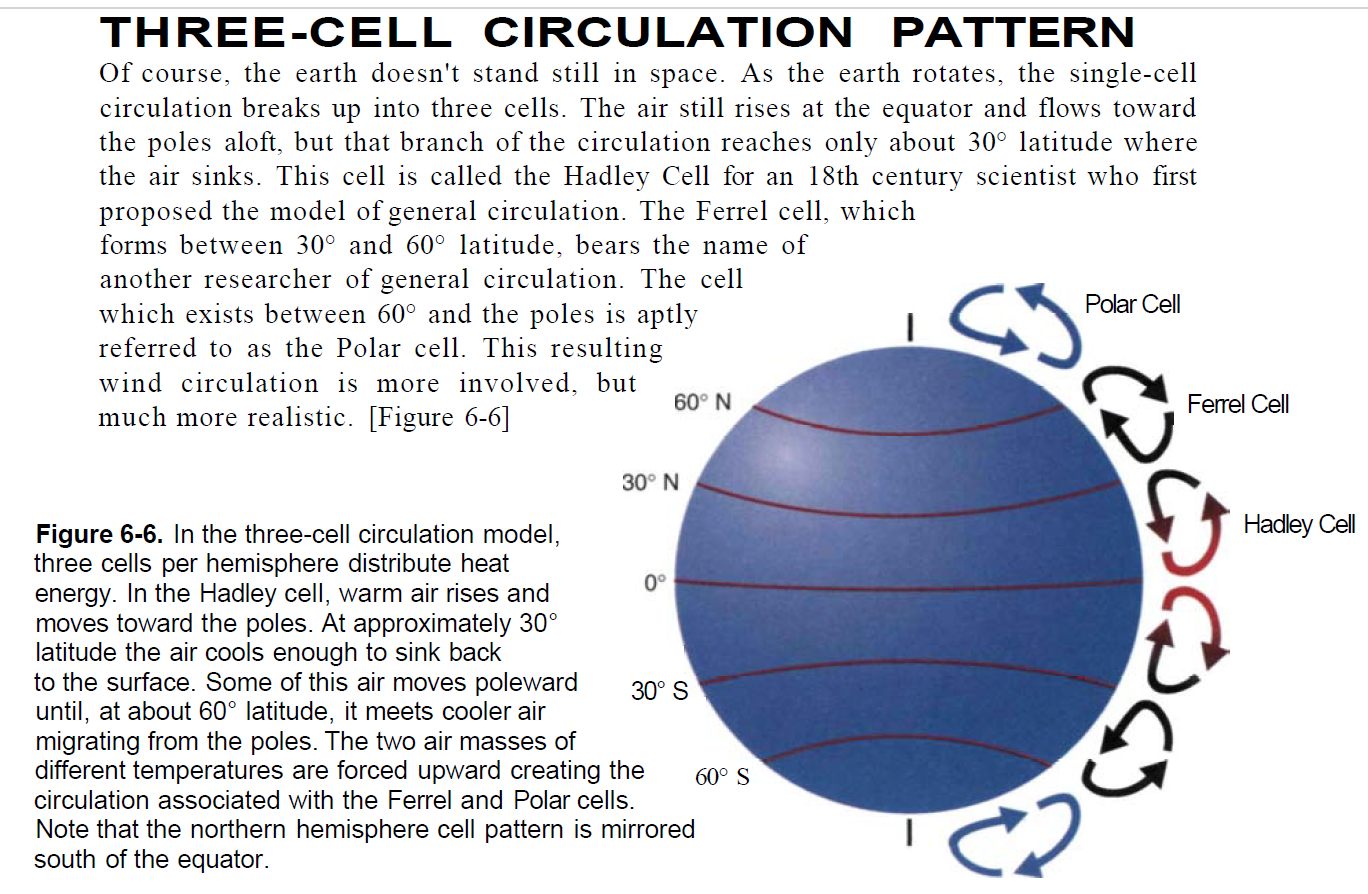 THREE-CELL CIRCULATION PATTERN
Of course, the earth doesn't stand still in space. As the earth rotates, the single-cell
circulation breaks up into three cells. The air still rises at the equator and flows toward
the poles aloft, but that branch of the circulation reaches only about 30° latitude where
the air sinks. This cell is called the Hadley Cell for an 18th century scientist who first
proposed the model of general circulation. The Ferrel cell, which
forms between 30° and 60° latitude, bears the name of
another researcher of general circulation. The cell
which exists between 60° and the poles is aptly
referred to as the Polar cell. This resulting
wind circulation is more involved, but
much more realistic. [Figure 6-6]
Polar Cell
60° N
Ferrel Cell
30° N
Hadley Cell
0°
30° S
60° S
Figure 6-6. In the three-cell circulation model,
three cells per hemisphere distribute heat
energy. In the Hadley cell, warm air rises and
moves toward the poles. At approximately 30°
latitude the air cools enough to sink back
to the surface. Some of this air moves poleward
until, at about 60° latitude, it meets cooler air
migrating from the poles. The two air masses of
different temperatures are forced upward creating the
circulation associated with the Ferrel and Polar cells.
Note that the northern hemisphere cell pattern is mirrored
south of the equator.